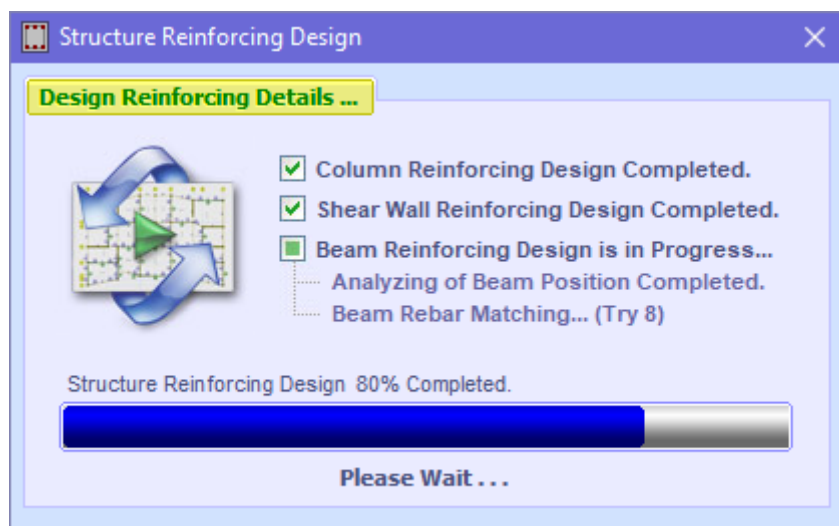 Structure Reinforcing Design
Design Reinforcing Details ...
Column Reinforcing Design Completed.
Shear Wall Reinforcing Design Completed.
Beam Reinforcing Design is in Progress...
Analyzing of Beam Position Completed.
Beam Rebar Matching... (Try 8)
Structure Reinforcing Design 80% Completed.
Please Wait . . .